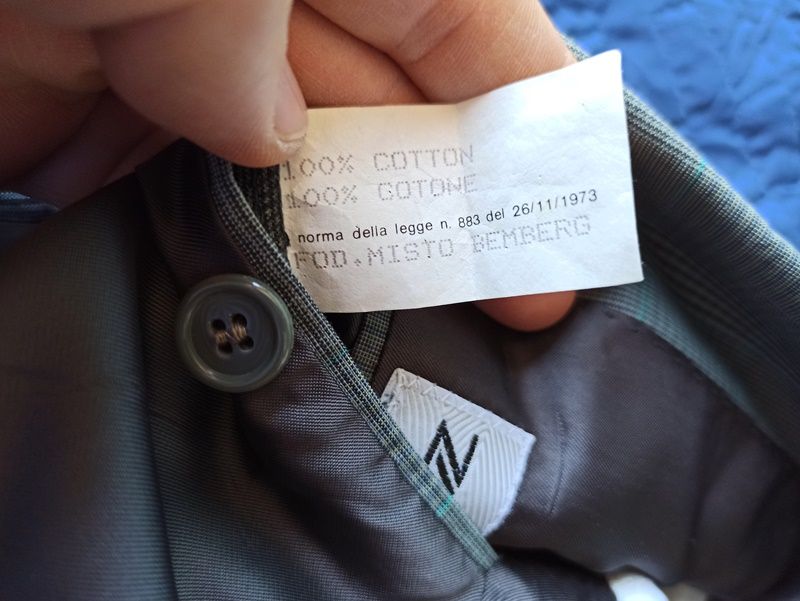 100% COTTON
100% COTONE
norma della legge n. 883 del 26/11/1973
FOD.MISTO BEMBERG